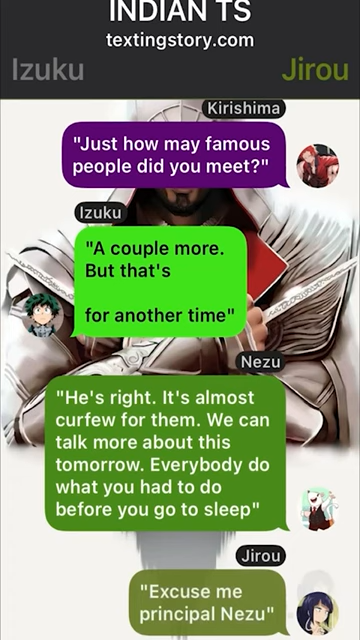 INDIAN TS
textingstory.com
Izuku
Jirou
Kirishima
"Just how may famous
people did you meet?"
Izuku
"A couple more.
But that's
for another time"
Nezu
"He's right. It's almost
curfew for them. We can
talk more about this
tomorrow. Everybody do
what you had to do
before you go to sleep"
Jirou
"Excuse me
principal Nezu"